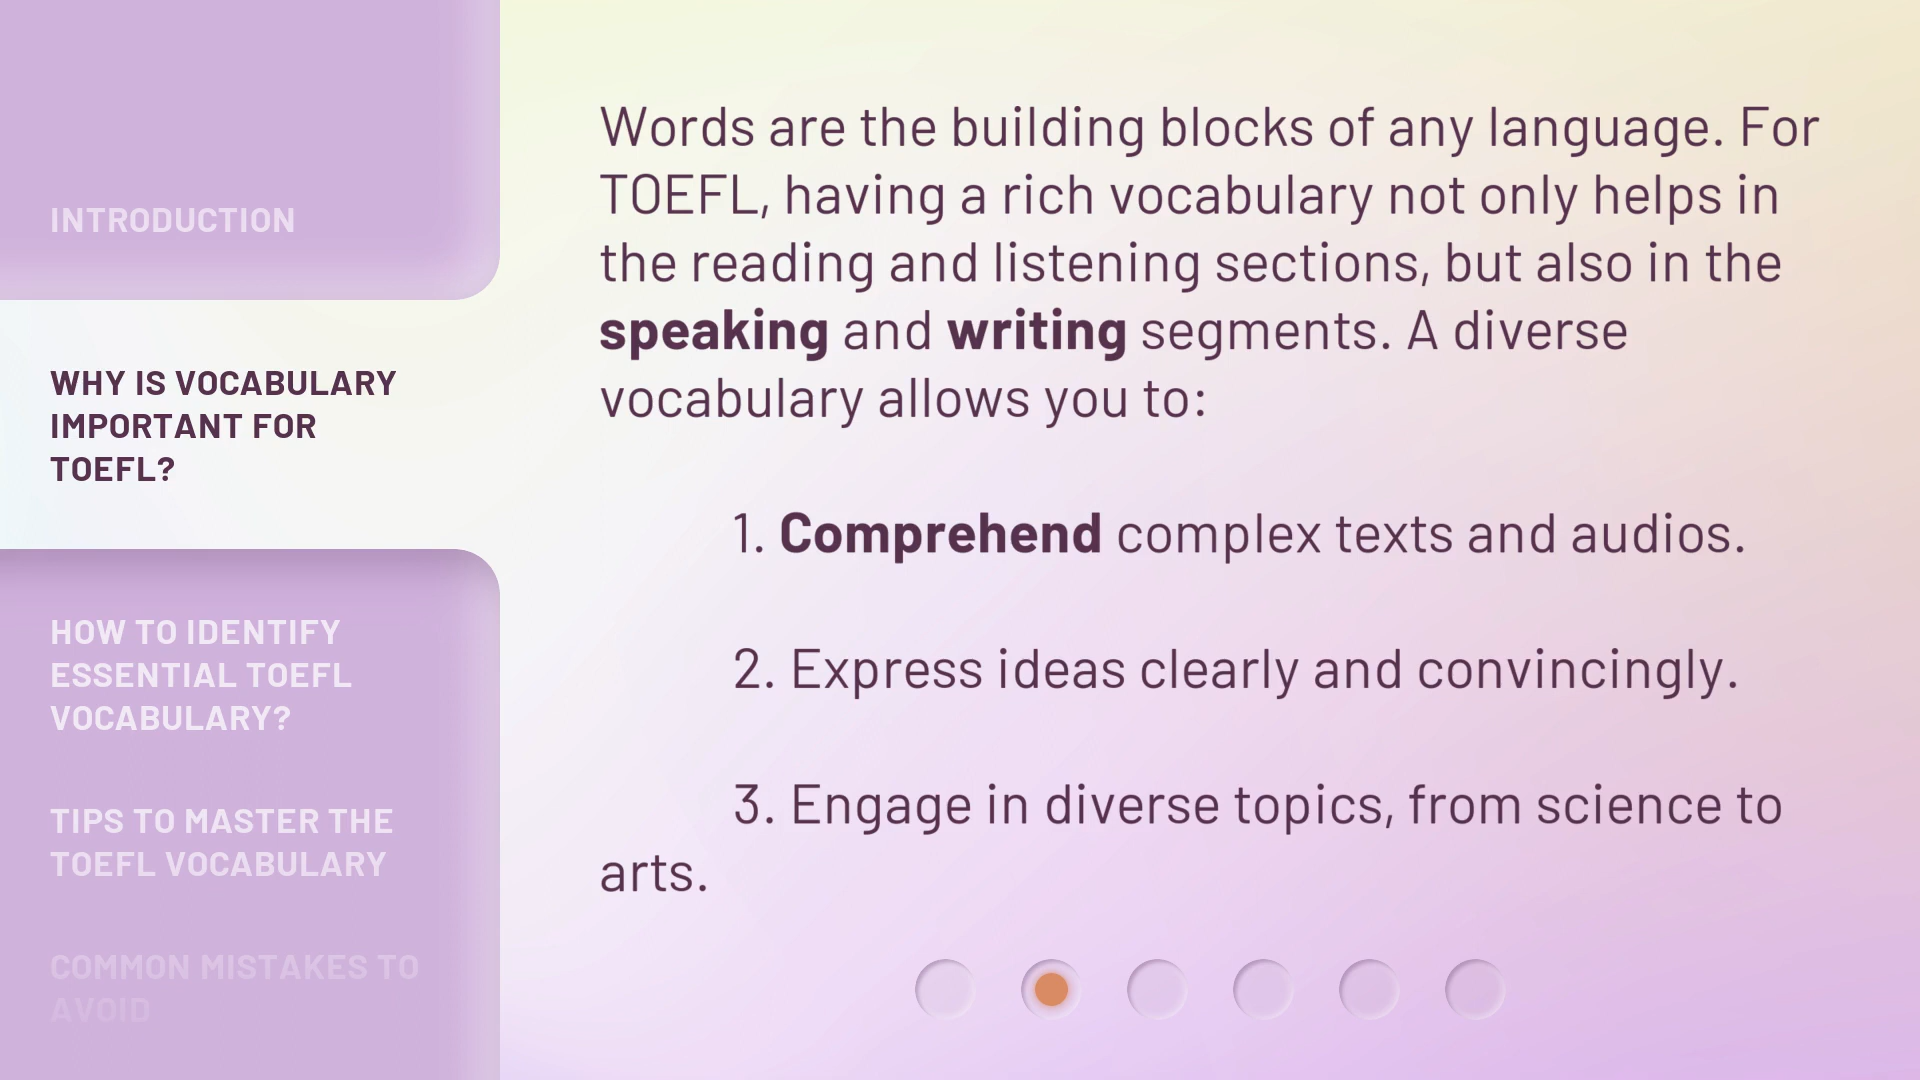 INTRODUCTION
WHY IS VOCABULARY
IMPORTANT FOR
TOEFL?
HOW TO IDENTIFY
ESSENTIAL TOEFL
VOCABULARY?
TIPS TO MASTER THE
TOEFL VOCABULARY
COMMON MISTAKES TO
AVOID
Words are the building blocks of any language. For
TOEFL, having a rich vocabulary not only helps in
the reading and listening sections, but also in the
speaking and writing segments. A diverse
vocabulary allows you to:
1. Comprehend complex texts and audios.
2. Express ideas clearly and convincingly.
3. Engage in diverse topics, from science to
arts.